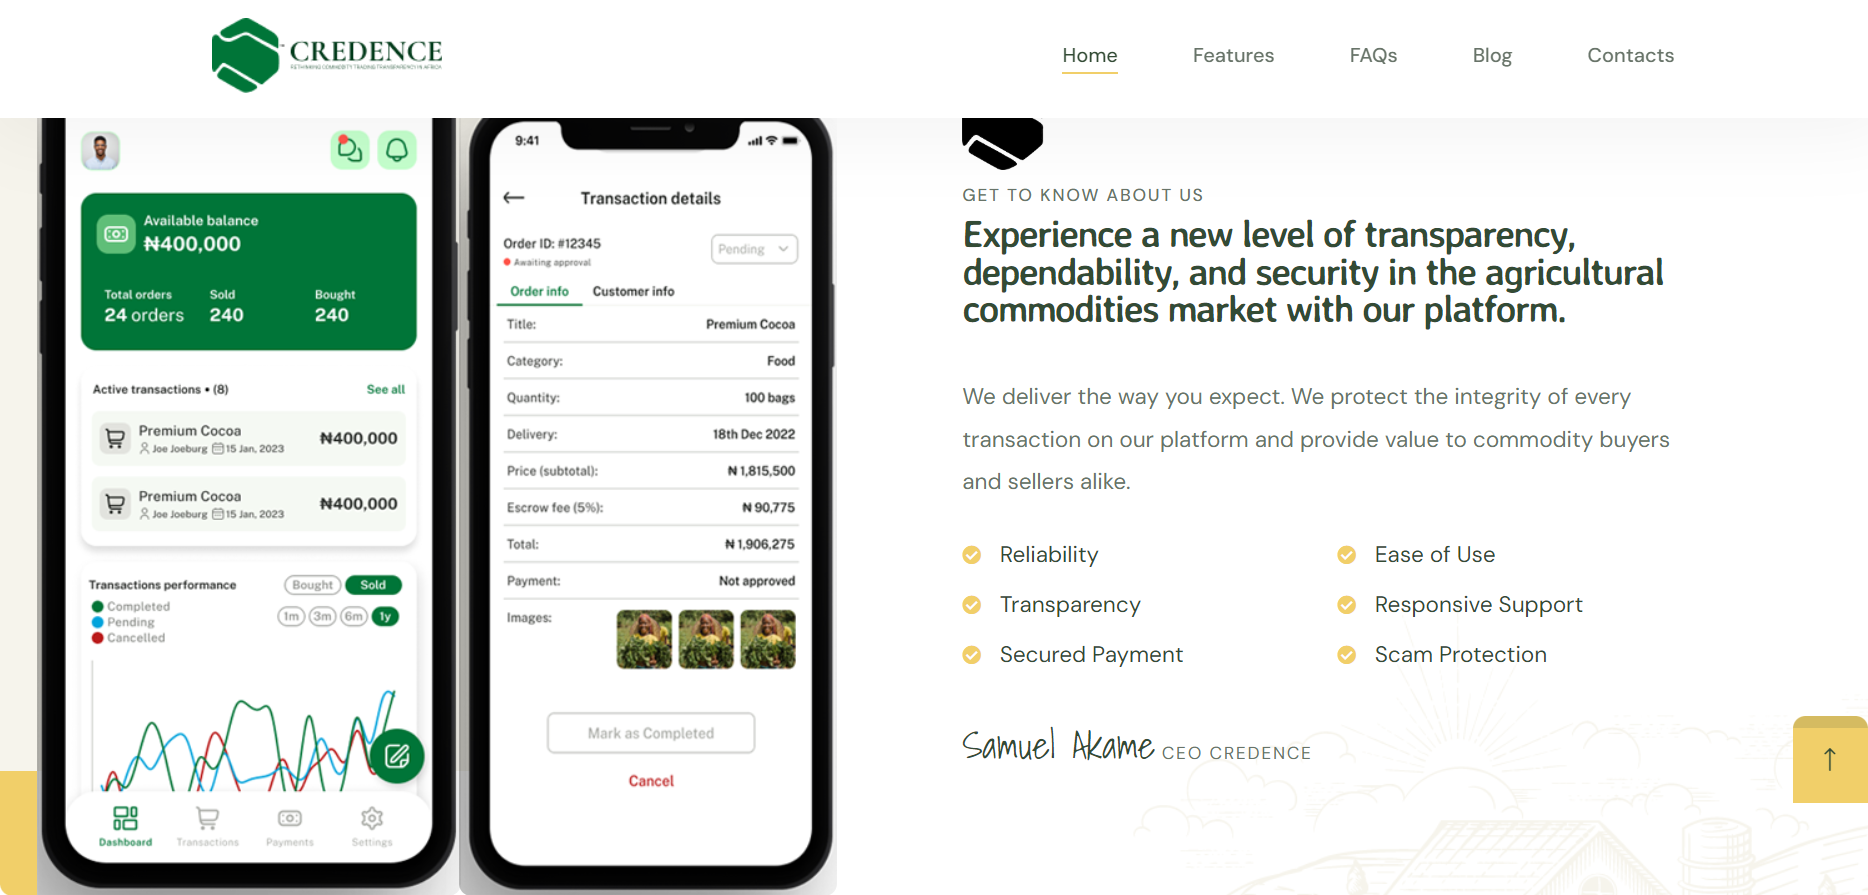 CREDENCE
RETHINKING COMMODITY TRADING TRANSPARENCY IN AFRICA
Home
Features
FAQs
Blog
Contacts
Available balance
₦400,000
Total orders
Sold
Bought
24 orders
240
240
Active transactions • (8)
See all
Premium Cocoa
₦400,000
Joe Joeburg 15 Jan, 2023
Premium Cocoa
₦400,000
Joe Joeburg 15 Jan, 2023
Transactions performance
Bought
Sold
Completed
Pending
Cancelled
1m
3m
6m
1y
Dashboard
Transactions
Payments
Settings
9:41
Transaction details
Order ID: #12345
Pending
Awaiting approval
Order info
Customer info
Title:
Premium Cocoa
Category:
Food
Quantity:
100 bags
Delivery:
18th Dec 2022
Price (subtotal):
₦ 1,815,500
Escrow fee (5%):
₦ 90,775
Total:
₦ 1,906,275
Payment:
Not approved
Images:
Mark as Completed
Cancel
GET TO KNOW ABOUT US
Experience a new level of transparency,
dependability, and security in the agricultural
commodities market with our platform.
We deliver the way you expect. We protect the integrity of every
transaction on our platform and provide value to commodity buyers
and sellers alike.
Reliability
Ease of Use
Transparency
Responsive Support
Secured Payment
Scam Protection
Samuel Akame CEO CREDENCE